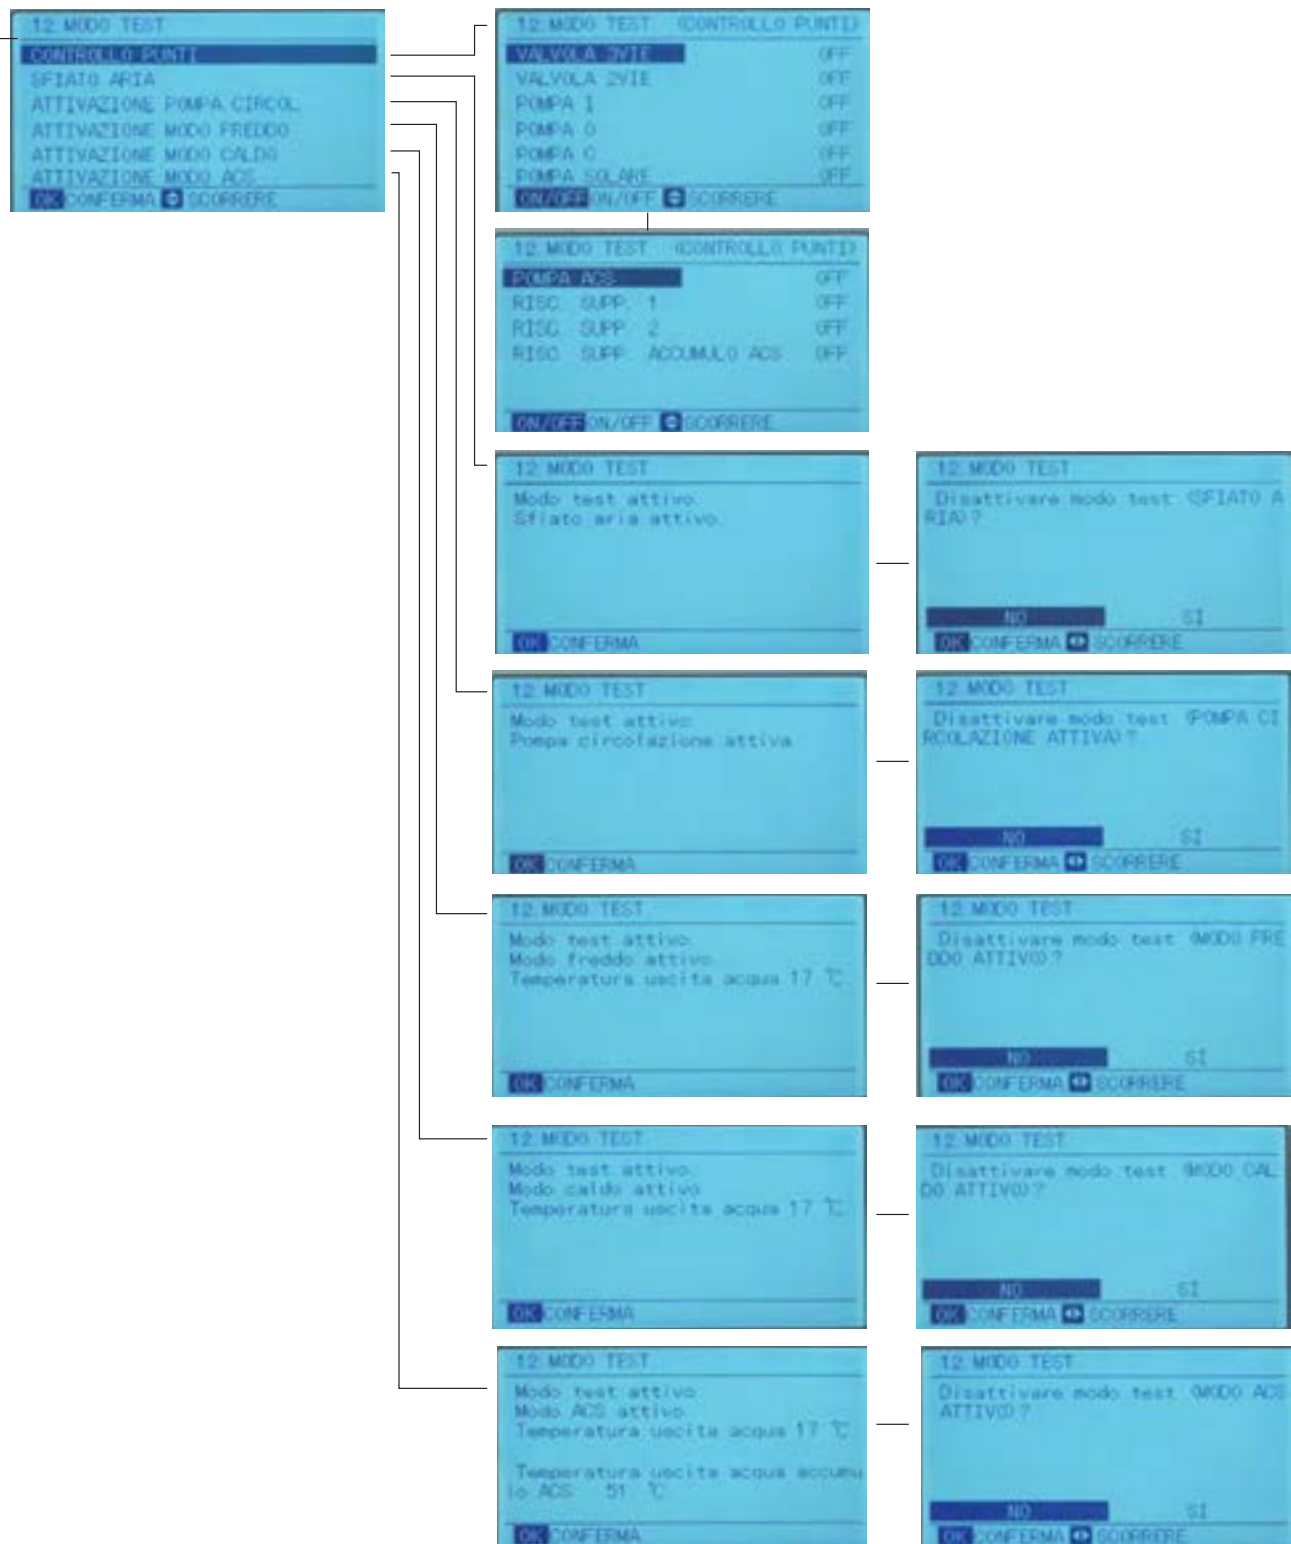 12 MODO TEST
CONTROLLO PUNTI
SFIATO ARIA
ATTIVAZIONE POMPA CIRCOL.
ATTIVAZIONE MODO FREDDO
ATTIVAZIONE MODO CALDO
ATTIVAZIONE MODO ACS
OK CONFERMA SCORRERE
12 MODO TEST (CONTROLLO PUNTI)
VALVOLA 3VIE OFF
VALVOLA 2VIE OFF
POMPA I OFF
POMPA O OFF
POMPA C OFF
POMPA SOLARE OFF
ON/OFF ON/OFF SCORRERE
12 MODO TEST (CONTROLLO PUNTI)
POMPA ACS OFF
RISC. SUPP. 1 OFF
RISC. SUPP. 2 OFF
RISC. SUPP. ACCUMULO ACS OFF
ON/OFF ON/OFF SCORRERE
12 MODO TEST
Modo test attivo.
Sfiato aria attivo.
OK CONFERMA
12 MODO TEST
Disattivare modo test (SFIATO A
RIA)?
NO SI
OK CONFERMA SCORRERE
12 MODO TEST
Modo test attivo.
Pompa circolazione attiva
OK CONFERMA
12 MODO TEST
Disattivare modo test (POMPA CI
RCOLAZIONE ATTIVA)?
NO SI
OK CONFERMA SCORRERE
12 MODO TEST
Modo test attivo.
Modo freddo attivo.
Temperatura uscita acqua 17 ℃
OK CONFERMA
12 MODO TEST
Disattivare modo test (MODO FRE
DDO ATTIVO)?
NO SI
OK CONFERMA SCORRERE
12 MODO TEST
Modo test attivo.
Modo caldo attivo
Temperatura uscita acqua 17 ℃
OK CONFERMA
12 MODO TEST
Disattivare modo test (MODO CAL
DO ATTIVO)?
NO SI
OK CONFERMA SCORRERE
12 MODO TEST
Modo test attivo
Modo ACS attivo
Temperatura uscita acqua 17 ℃
Temperatura uscita acqua accumu
lo ACS 51 ℃
OK CONFERMA
12 MODO TEST
Disattivare modo test (MODO ACS
ATTIVO)?
NO SI
OK CONFERMA SCORRERE